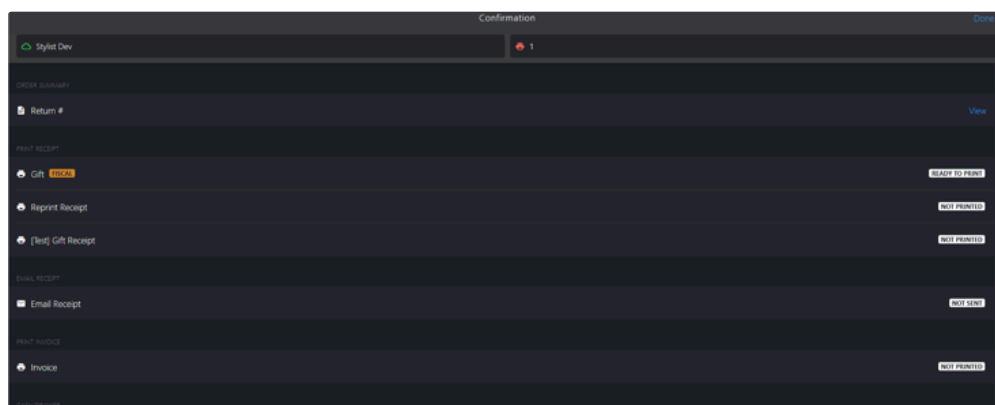 Confirmation
Done
Stylist Dev
1
ORDER SUMMARY
Return #
View
PRINT RECEIPT
Gift FISCAL
READY TO PRINT
Reprint Receipt
NOT PRINTED
[Test] Gift Receipt
NOT PRINTED
EMAIL RECEIPT
Email Receipt
NOT SENT
PRINT INVOICE
Invoice
NOT PRINTED